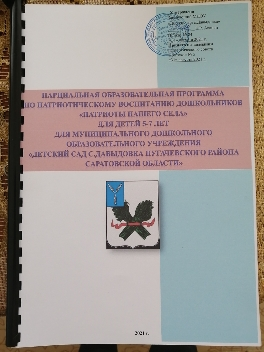 ПАРЦИАЛЬНАЯ ОБРАЗОВАТЕЛЬНАЯ ПРОГРАММА
ПО ПАТРИОТИЧЕСКОМУ ВОСПИТАНИЮ ДОШКОЛЬНИКОВ
«ПАТРИОТЫ НАШЕГО СЕЛА»
ДЛЯ ДЕТЕЙ 5-7 ЛЕТ
ДЛЯ МУНИЦИПАЛЬНОГО ДОШКОЛЬНОГО
ОБРАЗОВАТЕЛЬНОГО УЧРЕЖДЕНИЯ
«ДЕТСКИЙ САД С.ДАВЫДОВКА ПУГАЧЕВСКОГО РАЙОНА
САРАТОВСКОЙ ОБЛАСТИ»
2021 г.